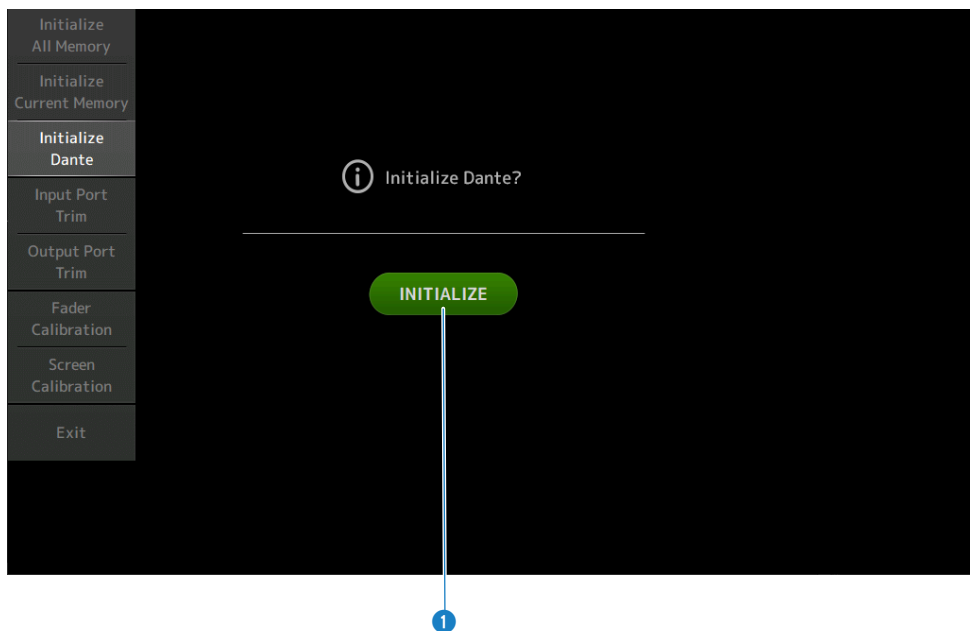 Initialize
All Memory
Initialize
Current Memory
Initialize
Dante
Input Port
Trim
Output Port
Trim
Fader
Calibration
Screen
Calibration
Exit
Initialize Dante?
INITIALIZE
1